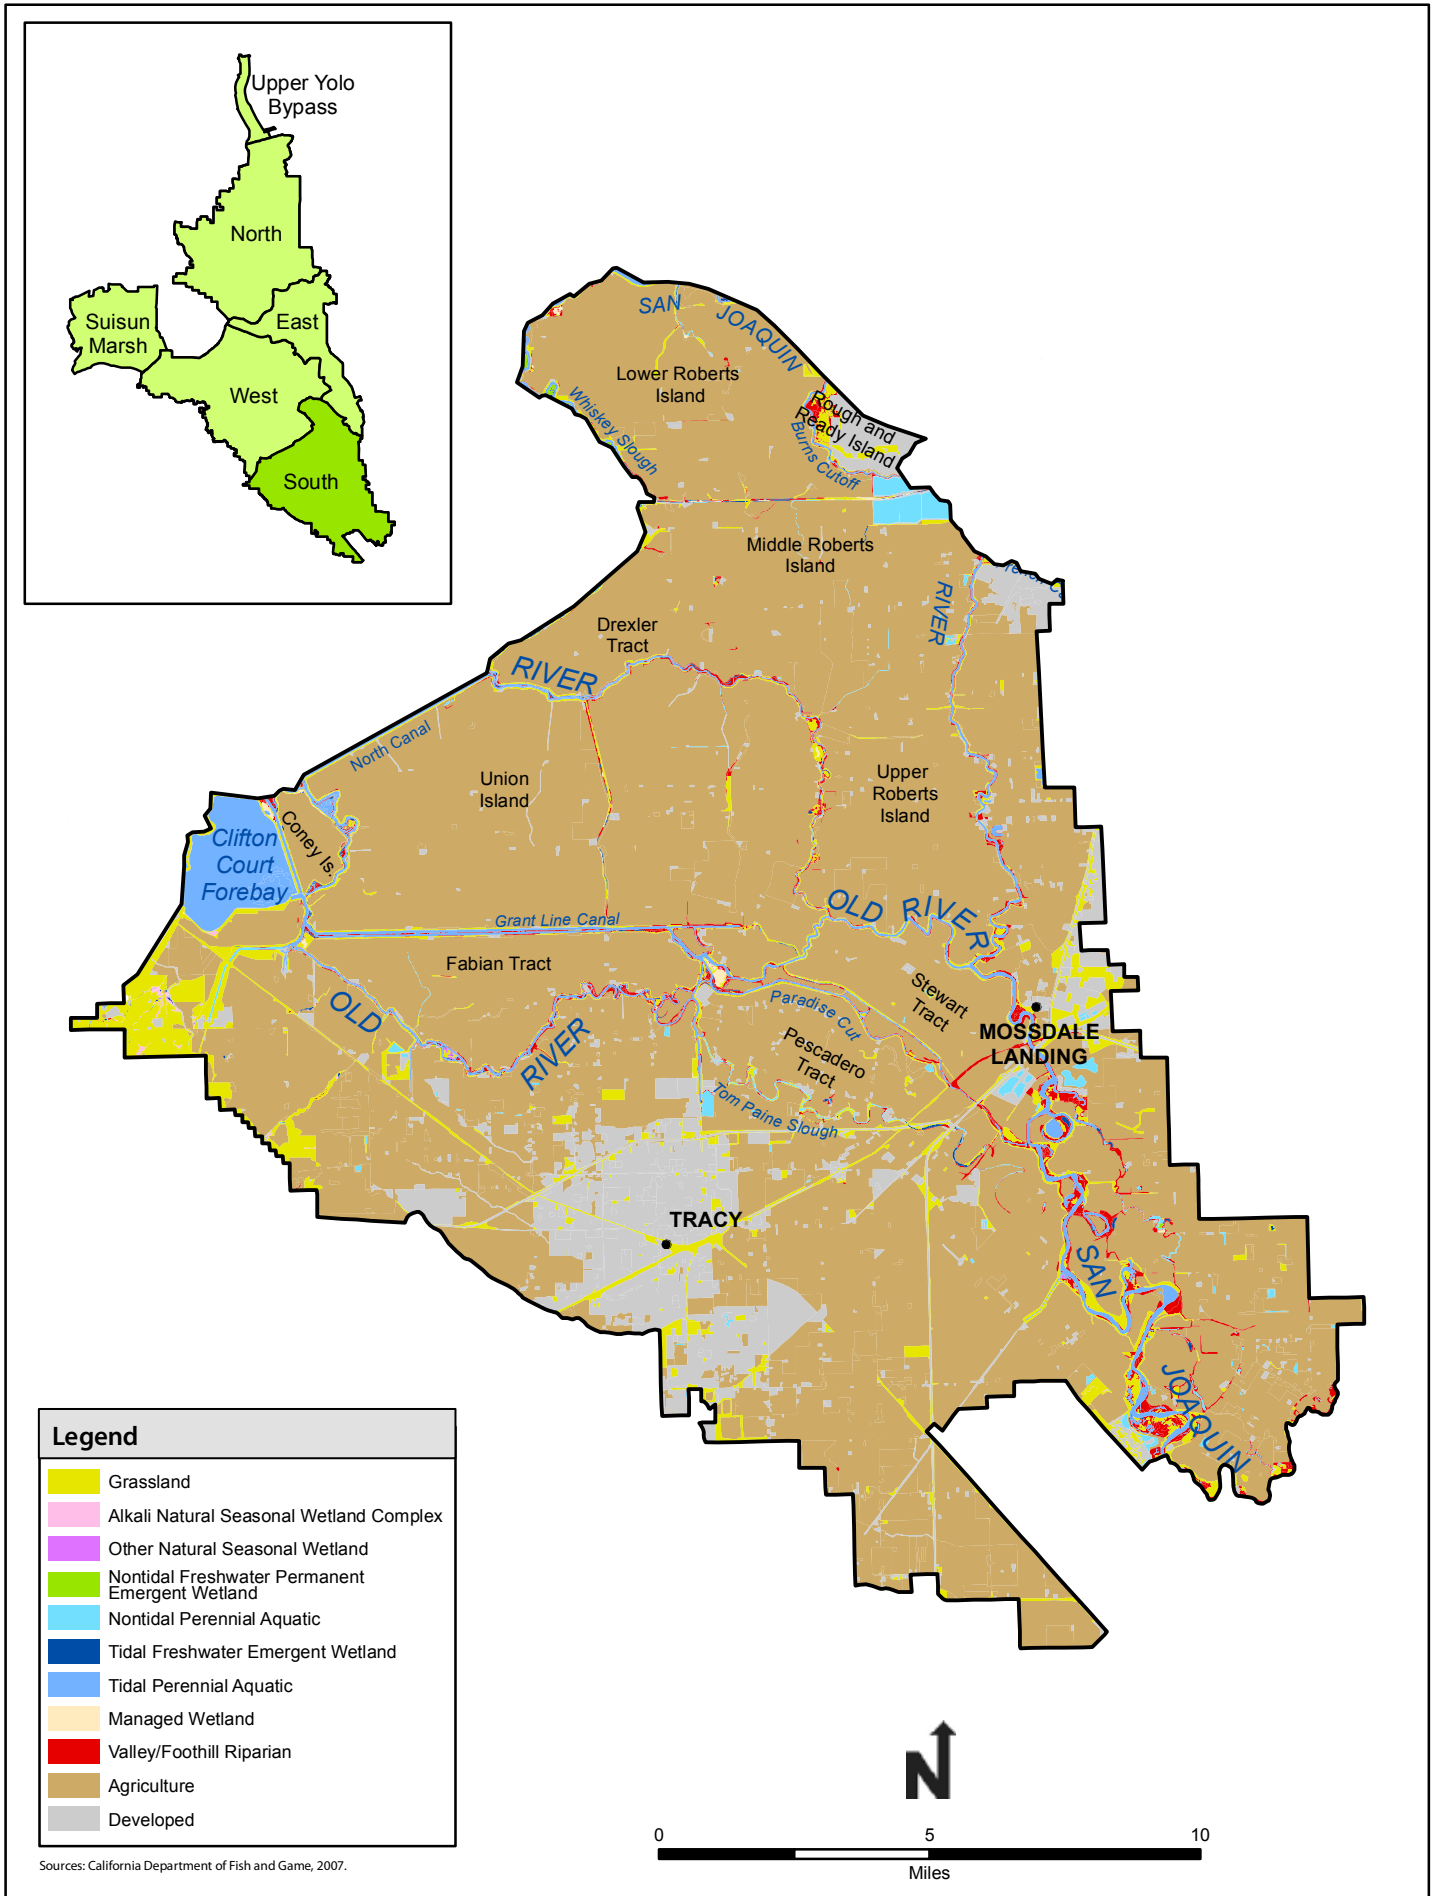 Upper Yolo
Bypass
North
Suisun
Marsh
East
West
South
SAN
JOAQUIN
Lower Roberts
Island
Rough and
Ready Island
Whiskey Slough
Burns Cutoff
Middle Roberts
Island
RIVER
Drexler
Tract
RIVER
North Canal
Union
Island
Upper
Roberts
Island
Coney Is.
Clifton
Court
Forebay
OLD RIVER
Grant Line Canal
Fabian Tract
Stewart
Tract
OLD
RIVER
Paradise Cut
MOSSDALE
LANDING
Pescadero
Tract
Tom Paine Slough
TRACY
SAN
JOAQUIN
Legend
Grassland
Alkali Natural Seasonal Wetland Complex
Other Natural Seasonal Wetland
Nontidal Freshwater Permanent
Emergent Wetland
Nontidal Perennial Aquatic
Tidal Freshwater Emergent Wetland
Tidal Perennial Aquatic
Managed Wetland
Valley/Foothill Riparian
Agriculture
Developed
N
0 5 10
Miles
Sources: California Department of Fish and Game, 2007.